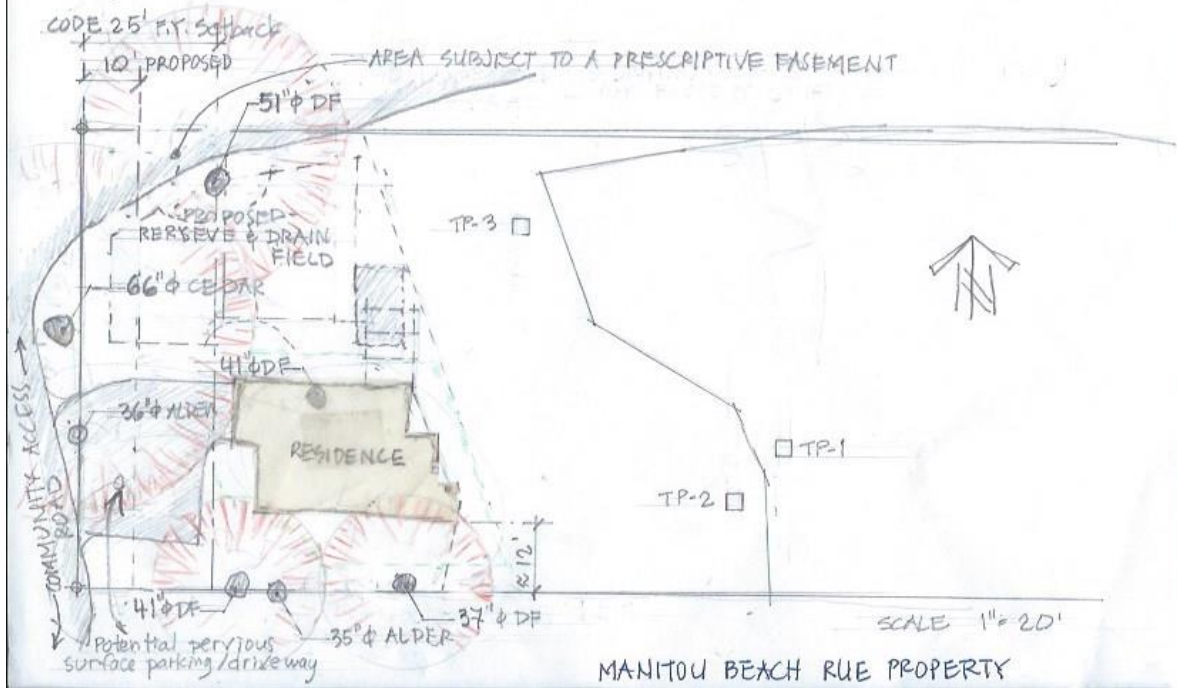 CODE 25' F.Y. Setback
10' PROPOSED
AREA SUBJECT TO A PRESCRIPTIVE EASEMENT
51"φ DF
PROPOSED
RERSEVE & DRAIN
FIELD
TP-3
66"φ CEDAR
N
41"φ DF
36"φ ALDER
RESIDENCE
TP-1
TP-2
COMMUNITY ACCESS
ROAD
≈ 12'
41"φ DF
37"φ DF
35"φ ALDER
SCALE 1"= 20'
Potential pervious
surface parking/driveway
MANITOU BEACH RUE PROPERTY